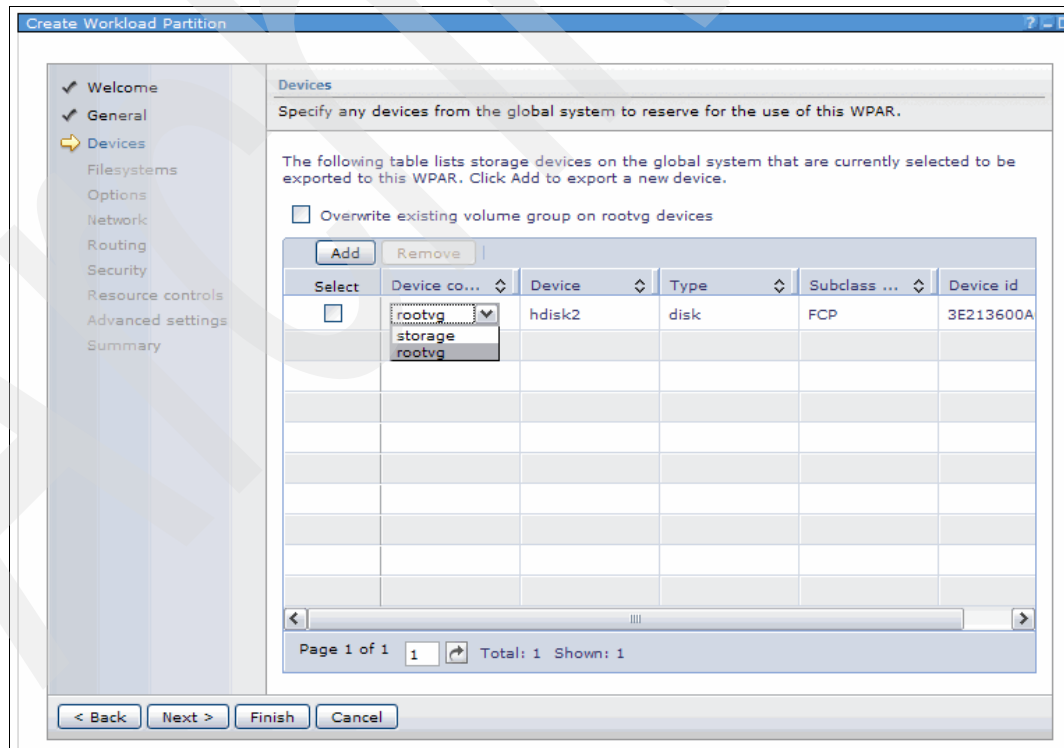 Create Workload Partition
Welcome
General
Devices
Filesystems
Options
Network
Routing
Security
Resource controls
Advanced settings
Summary
Devices
Specify any devices from the global system to reserve for the use of this WPAR.
The following table lists storage devices on the global system that are currently selected to be
exported to this WPAR. Click Add to export a new device.
Overwrite existing volume group on rootvg devices
Add Remove
Select Device co... Device Type Subclass ... Device id
rootvg hdisk2 disk FCP 3E213600A
storage
rootvg
Page 1 of 1 1 Total: 1 Shown: 1
< Back Next > Finish Cancel